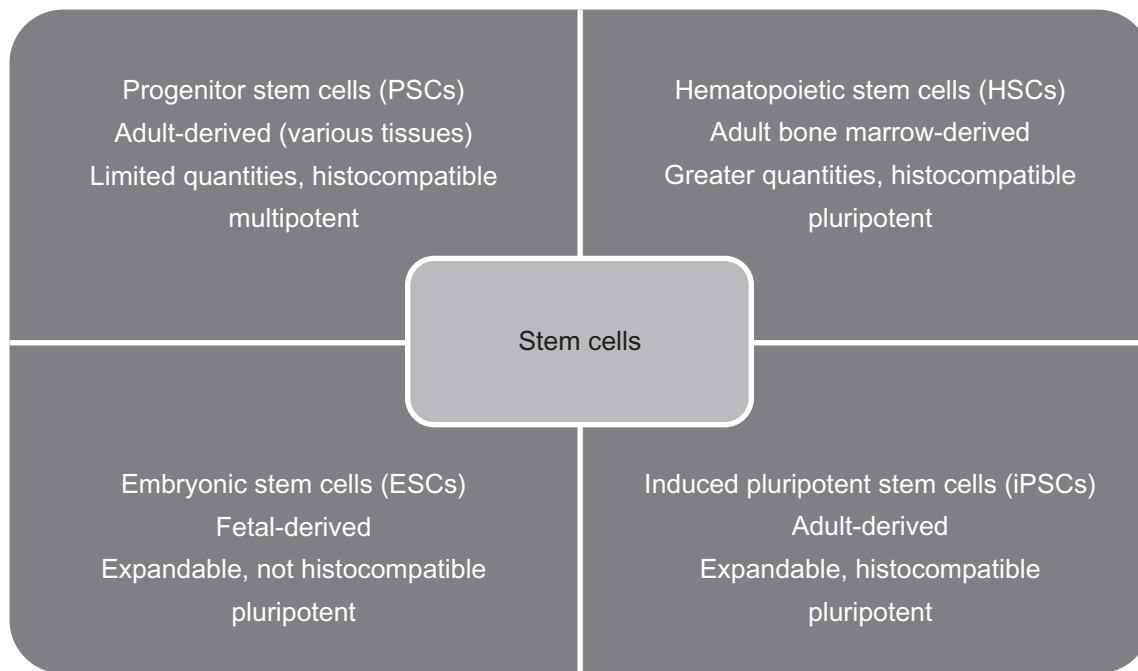 Progenitor stem cells (PSCs)
Adult-derived (various tissues)
Limited quantities, histocompatible
multipotent
Hematopoietic stem cells (HSCs)
Adult bone marrow-derived
Greater quantities, histocompatible
pluripotent
Stem cells
Embryonic stem cells (ESCs)
Fetal-derived
Expandable, not histocompatible
pluripotent
Induced pluripotent stem cells (iPSCs)
Adult-derived
Expandable, histocompatible
pluripotent